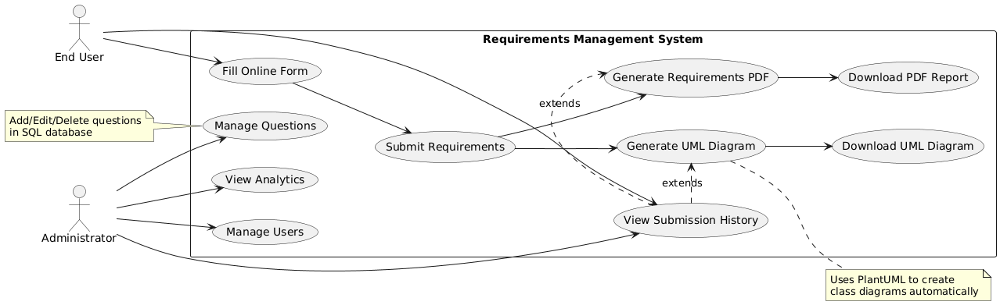 Requirements Management System
End User
Fill Online Form
Generate Requirements PDF
Download PDF Report
extends
Add/Edit/Delete questions
in SQL database
Manage Questions
Submit Requirements
Generate UML Diagram
Download UML Diagram
View Analytics
extends
Administrator
Manage Users
View Submission History
Uses PlantUML to create
class diagrams automatically